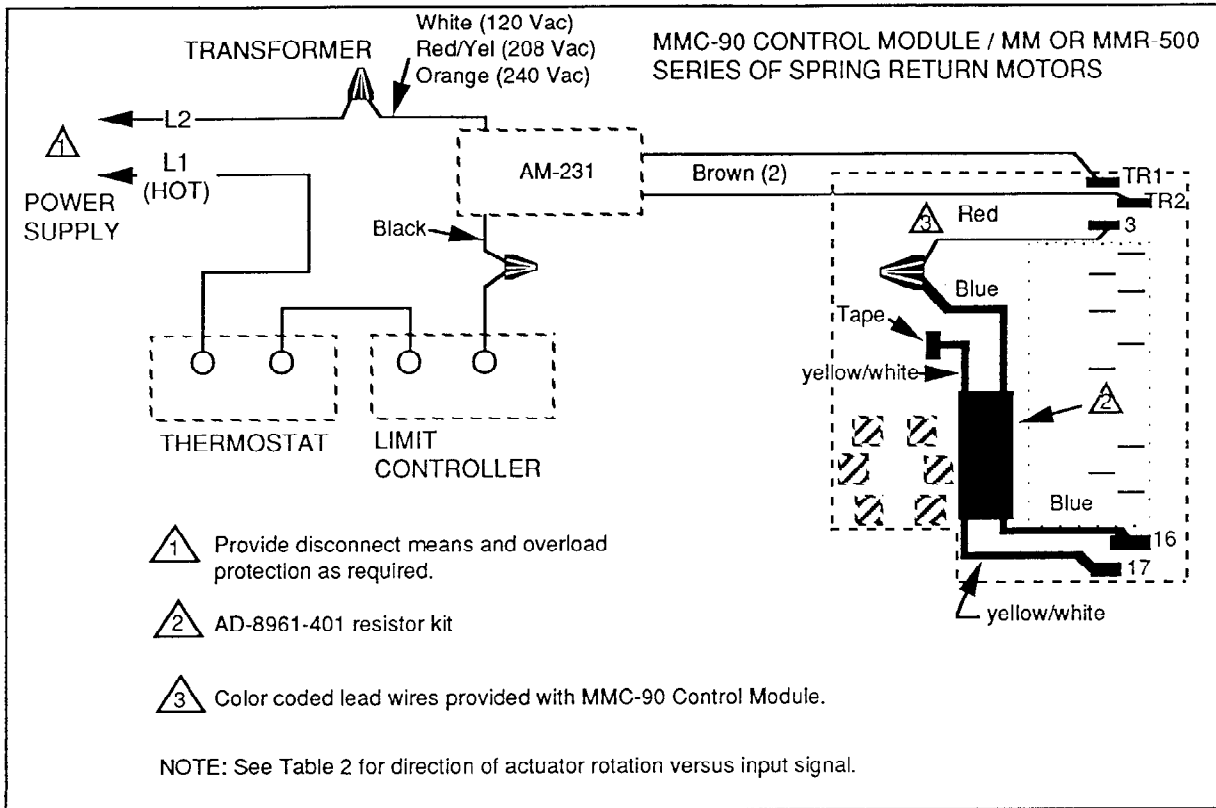 White (120 Vac)
Red/Yel (208 Vac)
Orange (240 Vac)
TRANSFORMER
MMC-90 CONTROL MODULE / MM OR MMR-500
SERIES OF SPRING RETURN MOTORS
L2
1
L1
(HOT)
POWER
SUPPLY
AM-231
Brown (2)
TR1
TR2
3
3
Red
Black
Blue
Tape
yellow/white
2
THERMOSTAT
LIMIT
CONTROLLER
Blue
16
17
yellow/white
1 Provide disconnect means and overload
protection as required.
2 AD-8961-401 resistor kit
3 Color coded lead wires provided with MMC-90 Control Module.
NOTE: See Table 2 for direction of actuator rotation versus input signal.